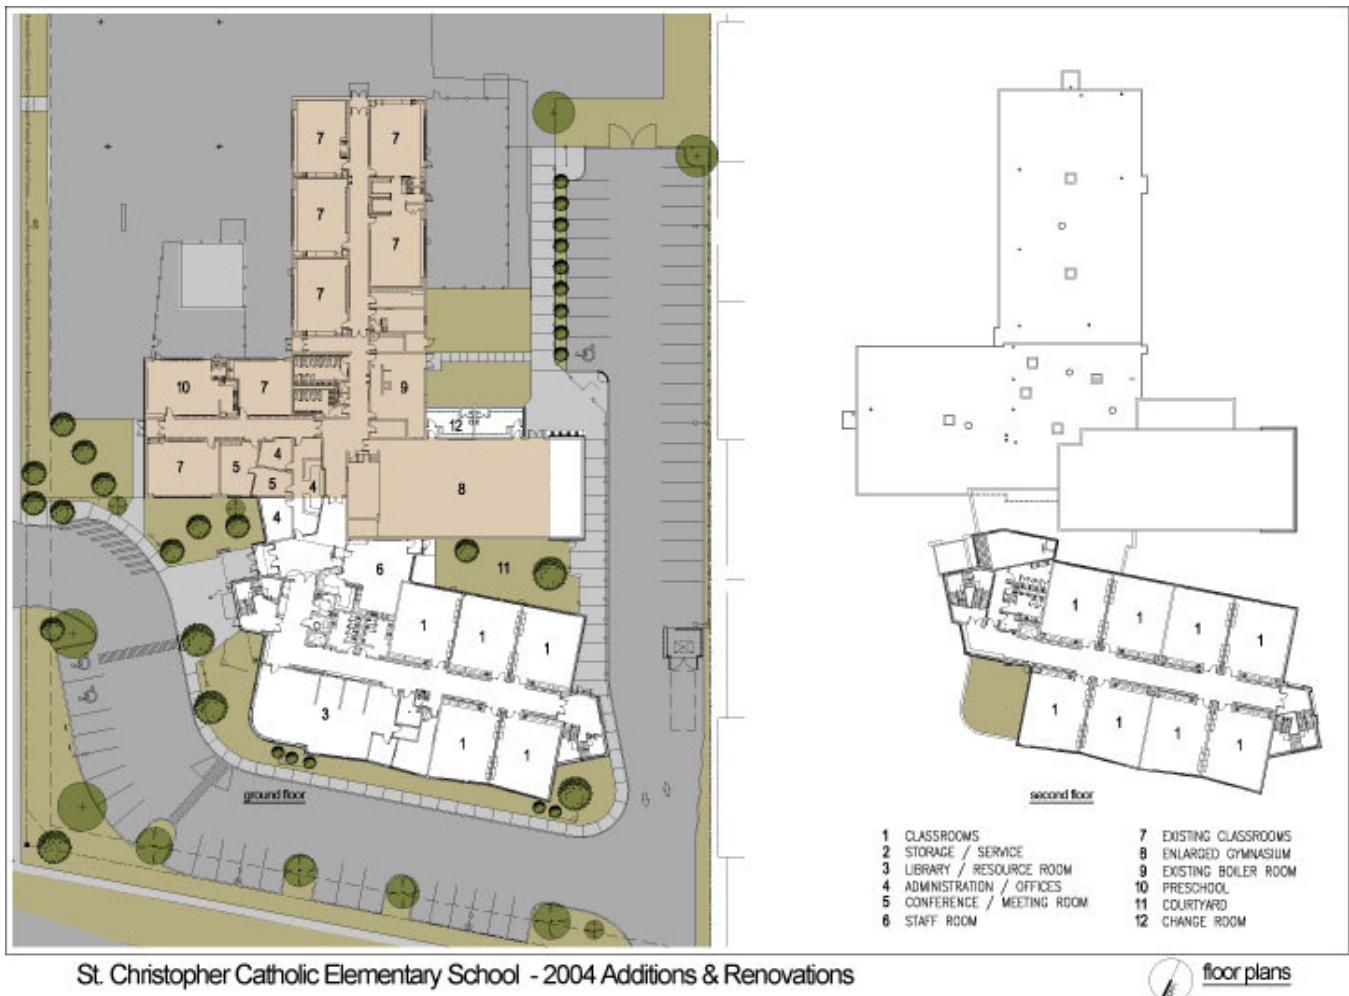 7
7
7
7
7
7
10
7
9
12
7
5
4
5
4
8
4
6
11
1
1
1
3
1
1
ground floor
1
1
1
1
1
1
1
1
second floor
1 CLASSROOMS
2 STORAGE / SERVICE
3 LIBRARY / RESOURCE ROOM
4 ADMINISTRATION / OFFICES
5 CONFERENCE / MEETING ROOM
6 STAFF ROOM
7 EXISTING CLASSROOMS
8 ENLARGED GYMNASIUM
9 EXISTING BOILER ROOM
10 PRESCHOOL
11 COURTYARD
12 CHANGE ROOM
St. Christopher Catholic Elementary School - 2004 Additions & Renovations
floor plans